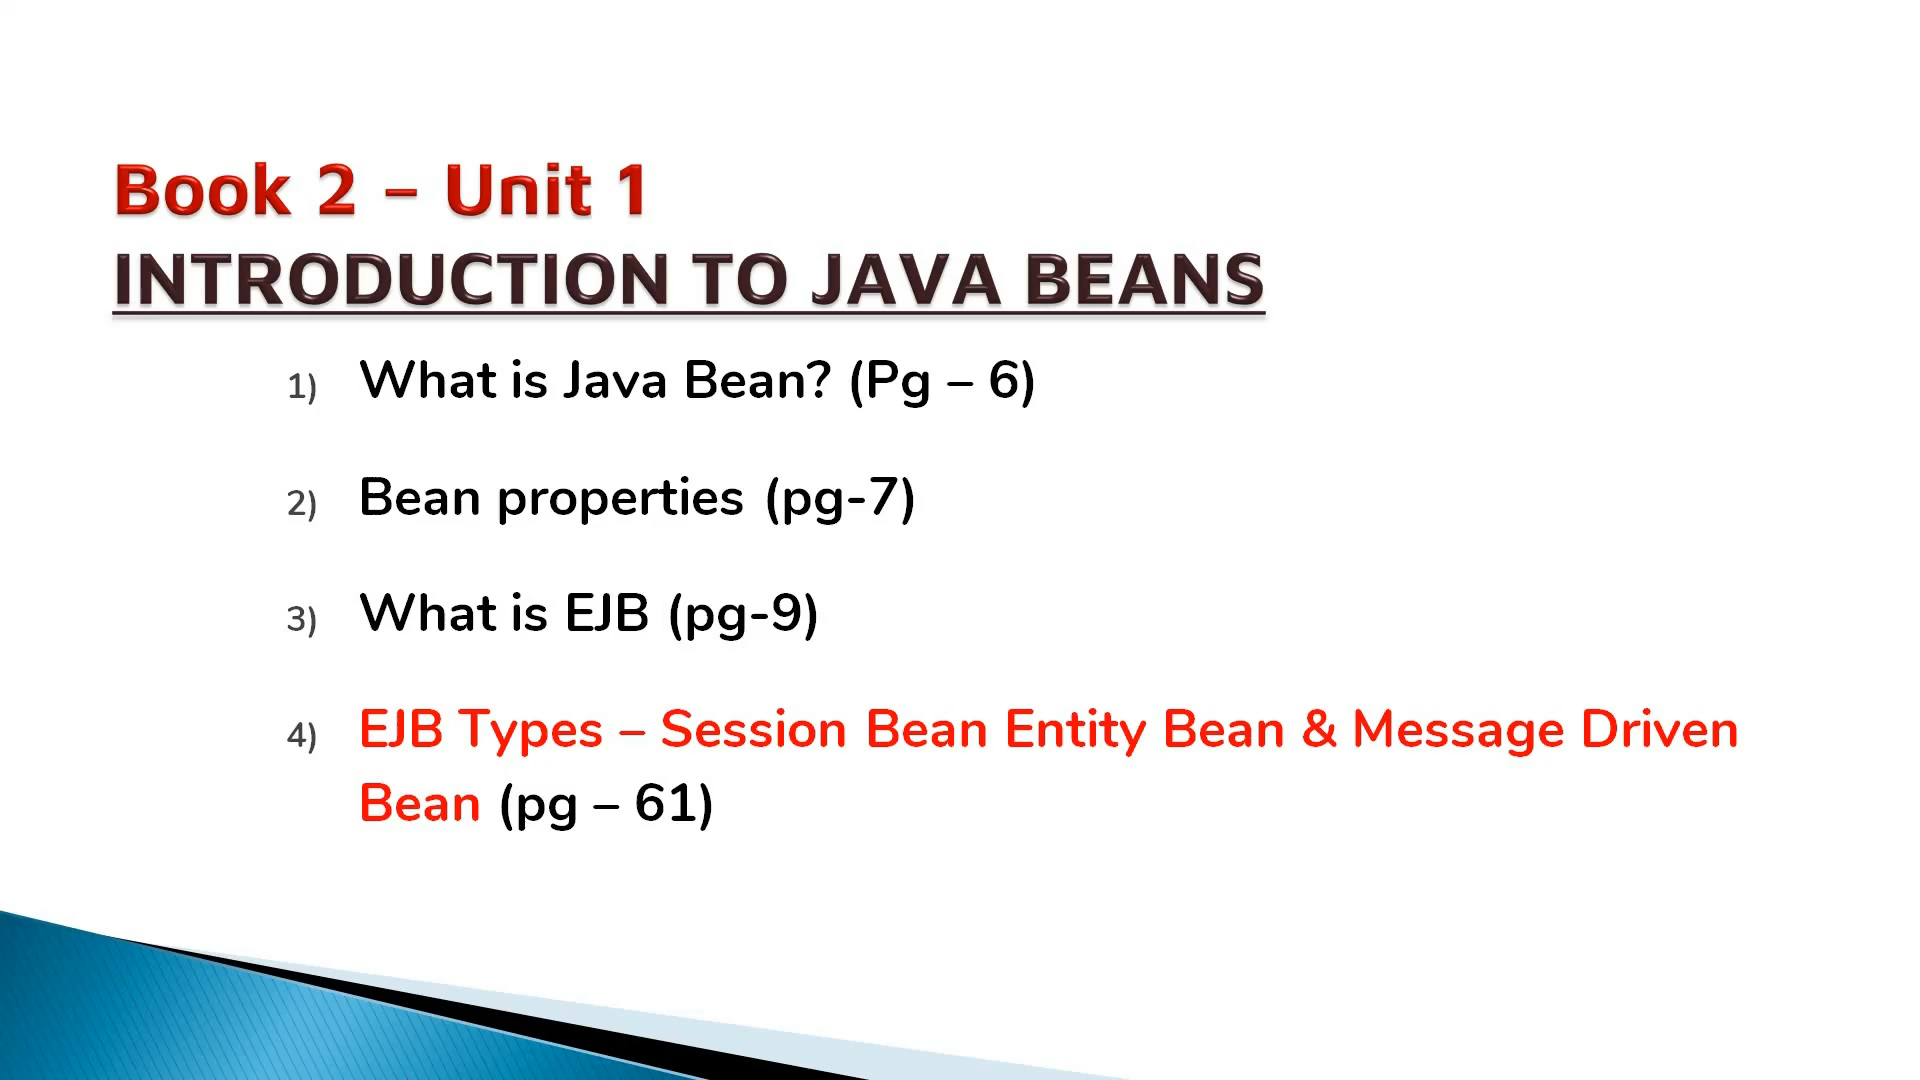 Book 2 – Unit 1
INTRODUCTION TO JAVA BEANS
1) What is Java Bean? (Pg – 6)
2) Bean properties (pg-7)
3) What is EJB (pg-9)
4) EJB Types – Session Bean Entity Bean & Message Driven
Bean (pg – 61)